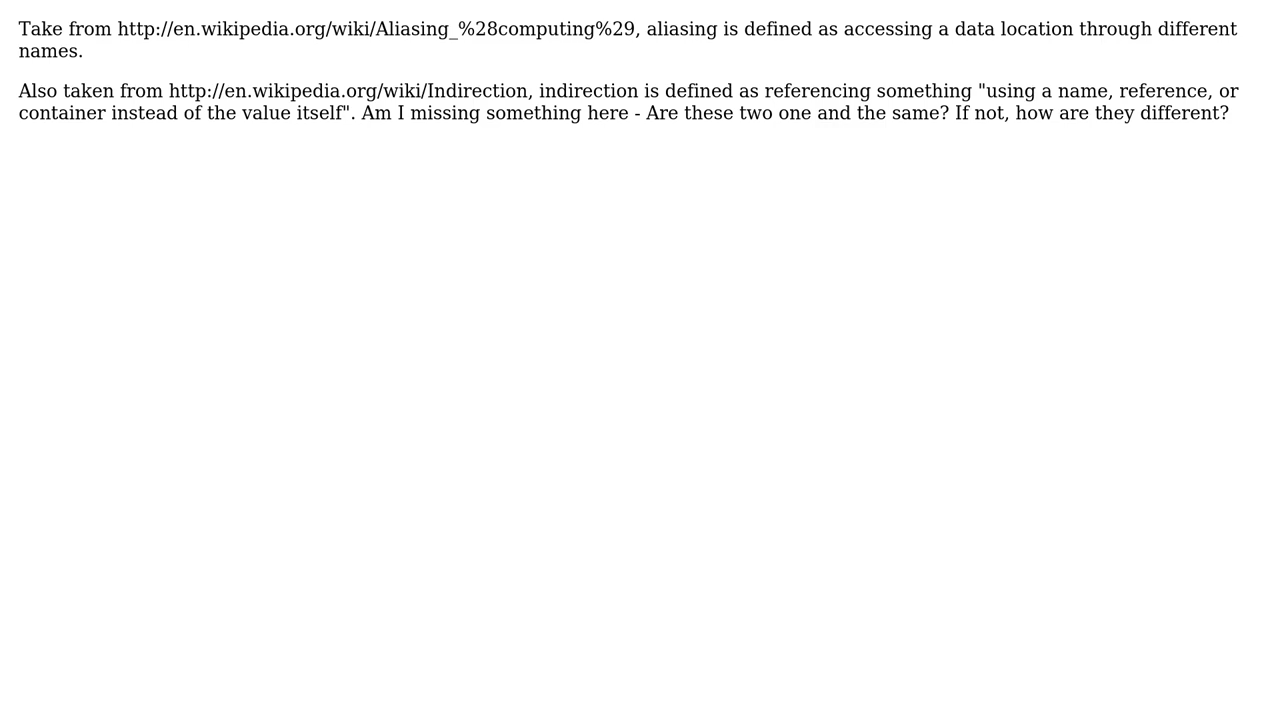 Take from http://en.wikipedia.org/wiki/Aliasing_%28computing%29, aliasing is defined as accessing a data location through different
names.
Also taken from http://en.wikipedia.org/wiki/Indirection, indirection is defined as referencing something "using a name, reference, or
container instead of the value itself". Am I missing something here - Are these two one and the same? If not, how are they different?